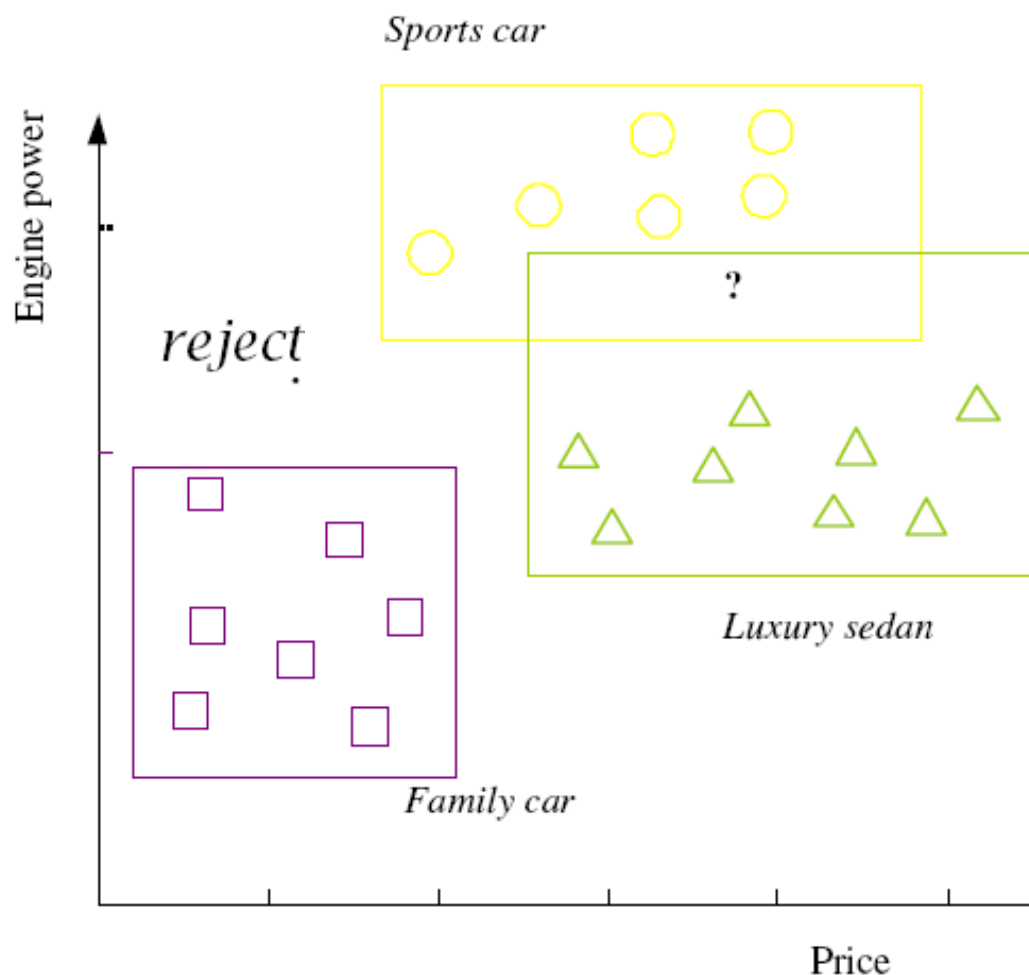 Sports car
Engine power
?
reject
Luxury sedan
Family car
Price